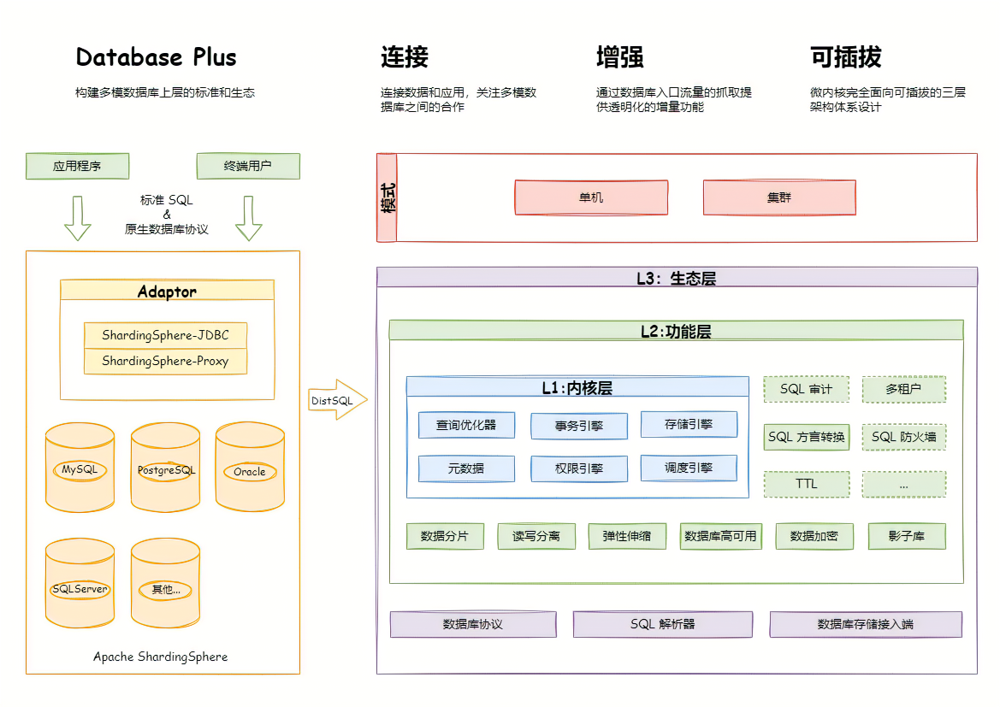 Database Plus
构建多模数据库上层的标准和生态
连接
连接数据和应用，关注多模数
据库之间的合作
增强
通过数据库入口流量的抓取提
供透明化的增量功能
可插拔
微内核完全面向可插拔的三层
架构体系设计
应用程序
终端用户
标准 SQL
&
原生数据库协议
Adaptor
ShardingSphere-JDBC
ShardingSphere-Proxy
MySQL
PostgreSQL
Oracle
SQLServer
其他...
Apache ShardingSphere
DistSQL
模式
单机
集群
L3: 生态层
L2:功能层
L1:内核层
查询优化器
事务引擎
存储引擎
元数据
权限引擎
调度引擎
SQL 审计
多租户
SQL 方言转换
SQL 防火墙
TTL
...
数据分片
读写分离
弹性伸缩
数据库高可用
数据加密
影子库
数据库协议
SQL 解析器
数据库存储接入端